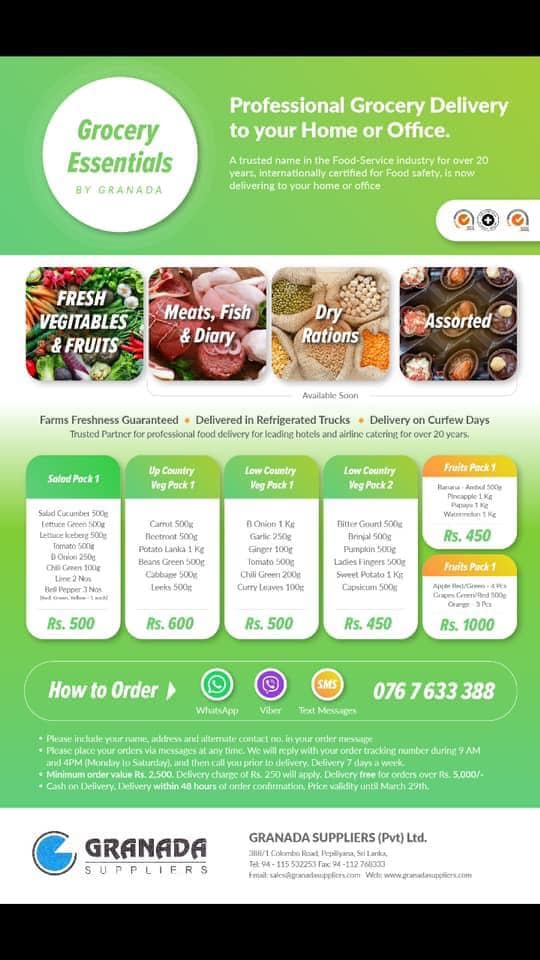 Grocery
Essentials
BY GRANADA
Professional Grocery Delivery
to your Home or Office.
A trusted name in the Food-Service industry for over 20
years, internationally certified for Food safety, is now
delivering to your home or office
FRESH
VEGITABLES
& FRUITS
Meats, Fish
& Diary
Dry
Rations
Assorted
Available Soon
Farms Freshness Guaranteed • Delivered in Refrigerated Trucks • Delivery on Curfew Days
Trusted Partner for professional food delivery for leading hotels and airline catering for over 20 years.
Salad Pack 1
Salad Cucumber 500g
Lettuce Green 500g
Lettuce Iceberg 500g
Tomato 500g
B Onion 250g
Chili Green 100g
Lime 2 Nos
Bell Pepper 3 Nos
(Red, Green, Yellow - 1 each)
Rs. 500
Up Country
Veg Pack 1
Carrot 500g
Beetroot 500g
Potato Lanka 1 Kg
Beans Green 500g
Cabbage 500g
Leeks 500g
Rs. 600
Low Country
Veg Pack 1
B Onion 1 Kg
Garlic 250g
Ginger 100g
Tomato 500g
Chili Green 200g
Curry Leaves 100g
Rs. 500
Low Country
Veg Pack 2
Bitter Gourd 500g
Brinjal 500g
Pumpkin 500g
Ladies Fingers 500g
Sweet Potato 1 Kg
Capsicum 500g
Rs. 450
Fruits Pack 1
Banana - Ambul 500g
Pineapple 1 Kg
Papaya 1 Kg
Watermelon 1 Kg
Rs. 450
Fruits Pack 1
Apple Red/Green - 4 Pcs
Grapes Green/Red 500g
Orange - 3 Pcs
Rs. 1000
How to Order
WhatsApp
Viber
SMS
Text Messages
076 7 633 388
• Please include your name, address and alternate contact no. in your order message
• Please place your orders via messages at any time. We will reply with your order tracking number during 9 AM
and 4PM (Monday to Saturday), and then call you prior to delivery. Delivery 7 days a week.
• Minimum order value Rs. 2,500. Delivery charge of Rs. 250 will apply. Delivery free for orders over Rs. 5,000/-
• Cash on Delivery, Delivery within 48 hours of order confirmation, Price validity until March 29th.
GRANADA
SUPPLIERS
GRANADA SUPPLIERS (Pvt) Ltd.
388/1 Colombo Road, Pepiliyana, Sri Lanka,
Tel: 94 - 115 532253 Fax: 94 -112 768333
Email: sales@granadasuppliers.com Web: www.granadasuppliers.com